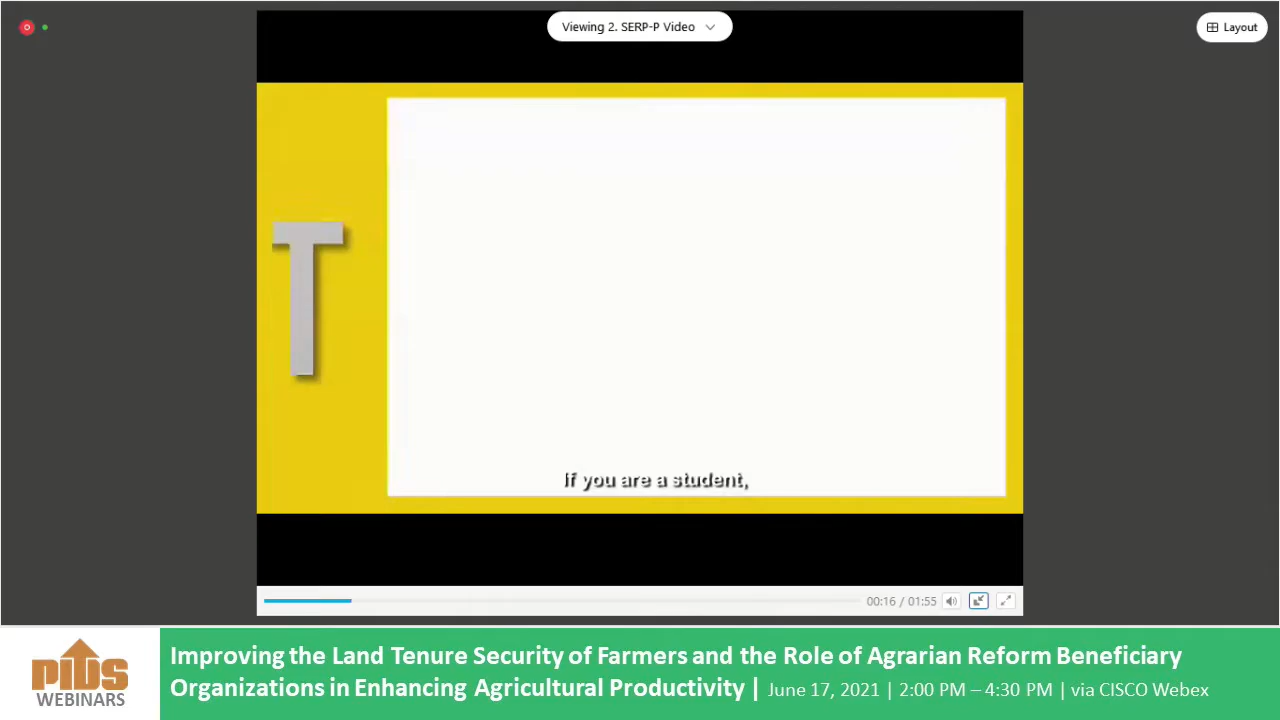 Viewing 2. SERP-P Video
Layout
T
If you are a student,
00:16 / 01:55
PIDS
WEBINARS
Improving the Land Tenure Security of Farmers and the Role of Agrarian Reform Beneficiary
Organizations in Enhancing Agricultural Productivity | June 17, 2021 | 2:00 PM – 4:30 PM | via CISCO Webex